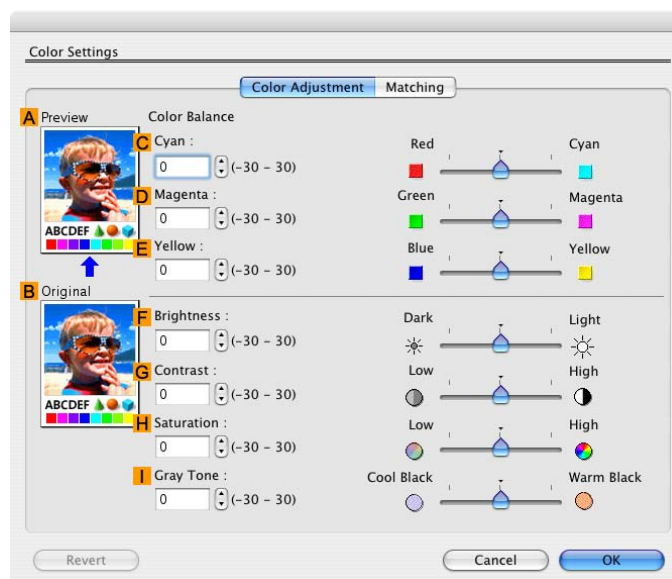 Color Settings
Color Adjustment Matching
A Preview
Color Balance
C Cyan :
0 (-30 – 30)
Red Cyan
D Magenta :
0 (-30 – 30)
Green Magenta
E Yellow :
0 (-30 – 30)
Blue Yellow
ABCDEF
B Original
F Brightness :
0 (-30 – 30)
Dark Light
G Contrast :
0 (-30 – 30)
Low High
ABCDEF
H Saturation :
0 (-30 – 30)
Low High
I Gray Tone :
0 (-30 – 30)
Cool Black Warm Black
Revert Cancel OK